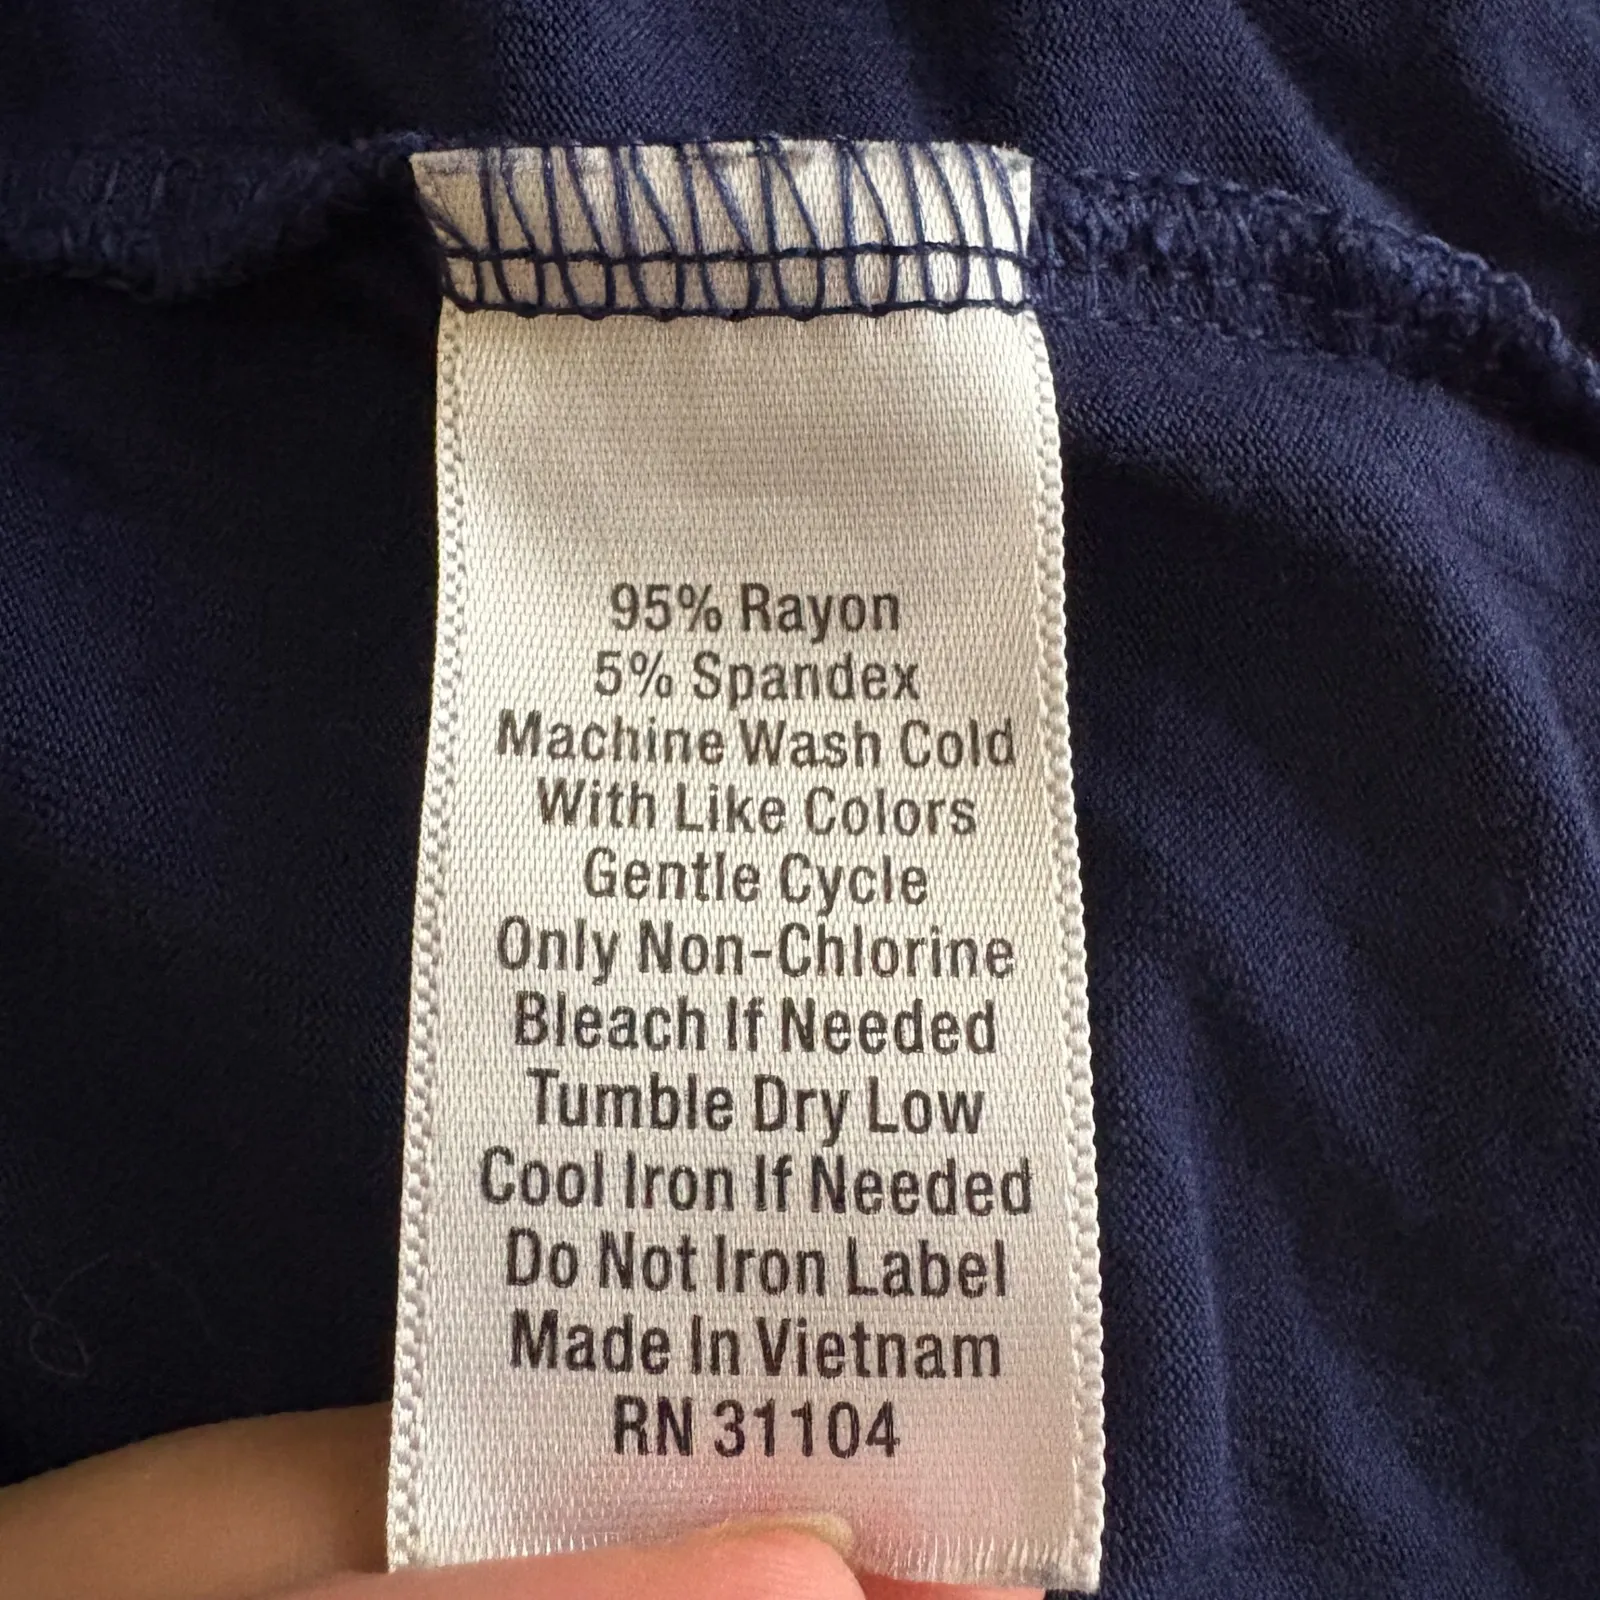 95% Rayon
5% Spandex
Machine Wash Cold
With Like Colors
Gentle Cycle
Only Non-Chlorine
Bleach If Needed
Tumble Dry Low
Cool Iron If Needed
Do Not Iron Label
Made In Vietnam
RN 31104